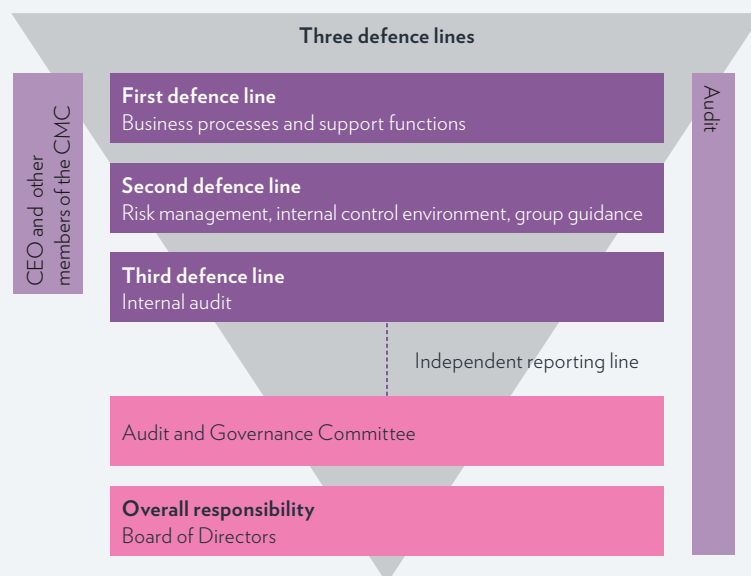 Three defence lines
CEO and other
members of the CMC
First defence line
Business processes and support functions
Second defence line
Risk management, internal control environment, group guidance
Third defence line
Internal audit
Independent reporting line
Audit and Governance Committee
Overall responsibility
Board of Directors
Audit